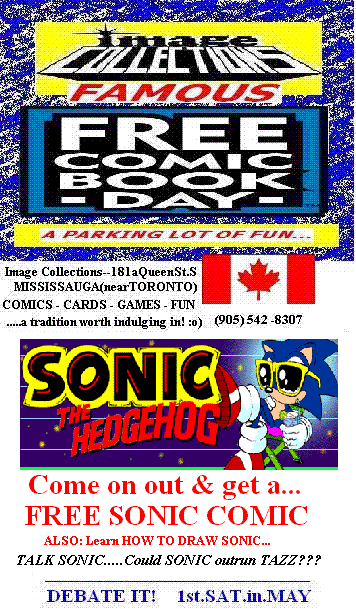 image
COLLECTIONS
FAMOUS
FREE
COMIC
BOOK
-DAY-
A PARKING LOT OF FUN...
Image Collections--181aQueenSt.S
MISSISSAUGA(nearTORONTO)
COMICS - CARDS - GAMES - FUN
.....a tradition worth indulging in! :o)
(905) 542 -8307
SONIC
THE
HEDGEHOG
Come on out & get a...
FREE SONIC COMIC
ALSO: Learn HOW TO DRAW SONIC...
TALK SONIC.....Could SONIC outrun TAZZ???
DEBATE IT! 1st.SAT.in.MAY